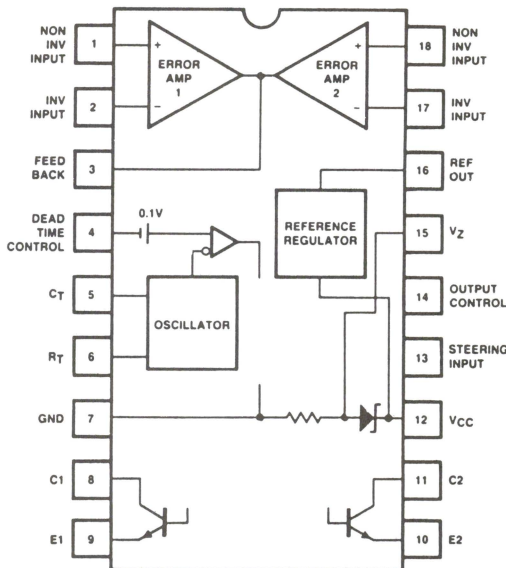 NON
INV
INPUT
1
+
ERROR
AMP
1
+
ERROR
AMP
2
18
NON
INV
INPUT
INV
INPUT
2
−
−
17
INV
INPUT
FEED
BACK
3
16
REF
OUT
DEAD
TIME
CONTROL
4
0.1V
REFERENCE
REGULATOR
15
VZ
CT
5
OSCILLATOR
14
OUTPUT
CONTROL
RT
6
13
STEERING
INPUT
GND
7
12
VCC
C1
8
11
C2
E1
9
10
E2